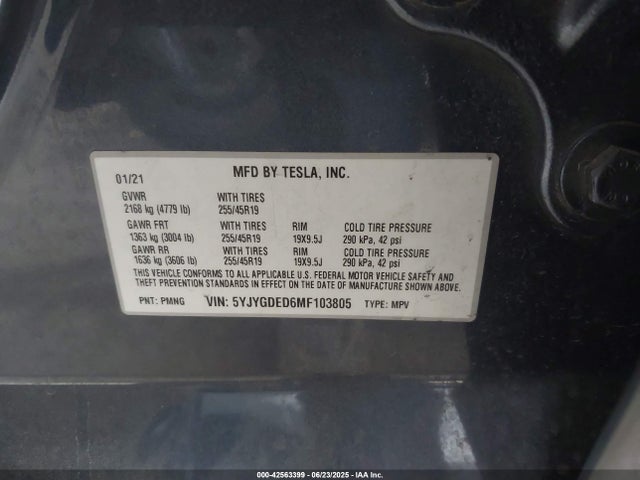 01/21 MFD BY TESLA, INC.
GVWR WITH TIRES
2168 kg (4779 lb) 255/45R19
GAWR FRT WITH TIRES RIM COLD TIRE PRESSURE
1363 kg (3004 lb) 255/45R19 19X9.5J 290 kPa, 42 psi
GAWR RR WITH TIRES RIM COLD TIRE PRESSURE
1636 kg (3606 lb) 255/45R19 19X9.5J 290 kPa, 42 psi
THIS VEHICLE CONFORMS TO ALL APPLICABLE U.S. FEDERAL MOTOR VEHICLE SAFETY AND
THEFT PREVENTION STANDARDS IN EFFECT ON THE DATE OF MANUFACTURE SHOWN ABOVE.
PNT: PMNG VIN: 5YJYGDED6MF103805 TYPE: MPV
000-42563399 - 06/23/2025 - IAA Inc.